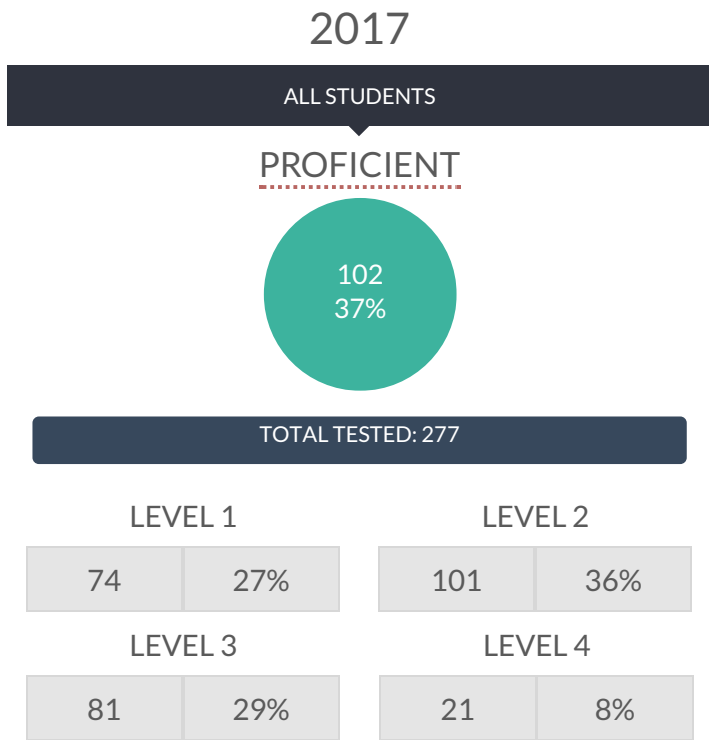 2017
ALL STUDENTS
PROFICIENT
102
37%
TOTAL TESTED: 277
LEVEL 1
74 27%
LEVEL 2
101 36%
LEVEL 3
81 29%
LEVEL 4
21 8%